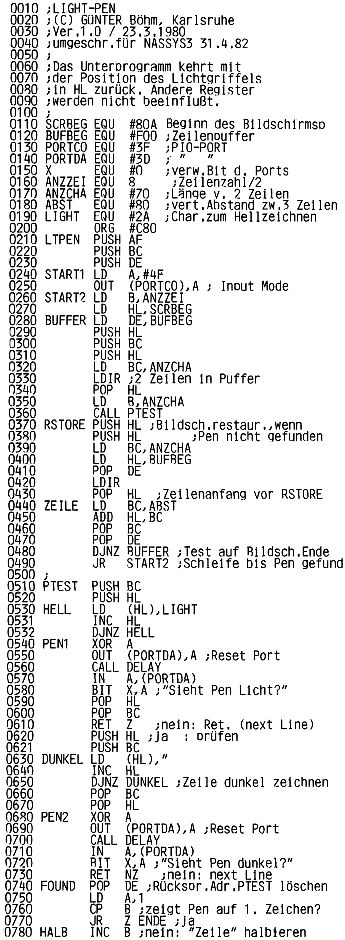 0010 ;LIGHT-PEN
0020 ;(C) GÜNTER Böhm, Karlsruhe
0030 ;Ver.1.0 / 23.3.1980
0040 ;umgeschr.für NASSYS3 31.4.82
0050 ;
0060 ;Das Unterprogramm kehrt mit
0070 ;der Position des Lichtgriffels
0080 ;in HL zurück. Andere Register
0090 ;werden nicht beeinflußt.
0100 ;
0110 SCRBEG EQU #80A Beginn des Bildschirmsp
0120 BUFBEG EQU #F00 ;Zeilenpuffer
0130 PORTCO EQU #3F ;PIO-PORT
0140 PORTDA EQU #3D ; " "
0150 X EQU #0 ;verw.Bit d. Ports
0160 ANZZEI EQU 8 ;Zeilenzahl/2
0170 ANZCHA EQU #70 ;Länge v. 2 Zeilen
0180 ABST EQU #80 ;vert.Abstand zw.3 Zeilen
0190 LIGHT EQU #2A ;Char.zum Hellzeichnen
0200 ORG #C80
0210 LTPEN PUSH AF
0220 PUSH BC
0230 PUSH DE
0240 START1 LD A,#4F
0250 OUT (PORTCO),A ; Input Mode
0260 START2 LD B,ANZZEI
0270 LD HL,SCRBEG
0280 BUFFER LD DE,BUFBEG
0290 PUSH HL
0300 PUSH BC
0310 PUSH HL
0320 LD BC,ANZCHA
0330 LDIR ;2 Zeilen in Puffer
0340 POP HL
0350 LD B,ANZCHA
0360 CALL PTEST
0370 RSTORE PUSH HL ;Bildsch.restaur.,wenn
0380 PUSH HL ;Pen nicht gefunden
0390 LD BC,ANZCHA
0400 LD HL,BUFBEG
0410 POP DE
0420 LDIR
0430 POP HL ;Zeilenanfang vor RSTORE
0440 ZEILE LD BC,ABST
0450 ADD HL,BC
0460 POP BC
0470 POP DE
0480 DJNZ BUFFER ;Test auf Bildsch.Ende
0490 JR START2 ;Schleife bis Pen gefund
0500 ;
0510 PTEST PUSH BC
0520 PUSH HL
0530 HELL LD (HL),LIGHT
0531 INC HL
0532 DJNZ HELL
0540 PEN1 XOR A
0550 OUT (PORTDA),A ;Reset Port
0560 CALL DELAY
0570 IN A,(PORTDA)
0580 BIT X,A ;"Sieht Pen Licht?"
0590 POP HL
0600 POP BC
0610 RET Z ;nein: Ret. (next Line)
0620 PUSH HL ;ja : prüfen
0621 PUSH BC
0630 DUNKEL LD (HL),"
0640 INC HL
0650 DJNZ DUNKEL ;Zeile dunkel zeichnen
0660 POP BC
0670 POP HL
0680 PEN2 XOR A
0690 OUT (PORTDA),A ;Reset Port
0700 CALL DELAY
0710 IN A,(PORTDA)
0720 BIT X,A ;"Sieht Pen dunkel?"
0730 RET NZ ;nein: next Line
0740 FOUND POP DE ;Rückspr.Adr.PTEST löschen
0750 LD A,1
0760 CP B ;zeigt Pen auf 1. Zeichen?
0770 JR Z ENDE ;Ja
0780 HALB INC B ;nein: "Zeile" halbieren